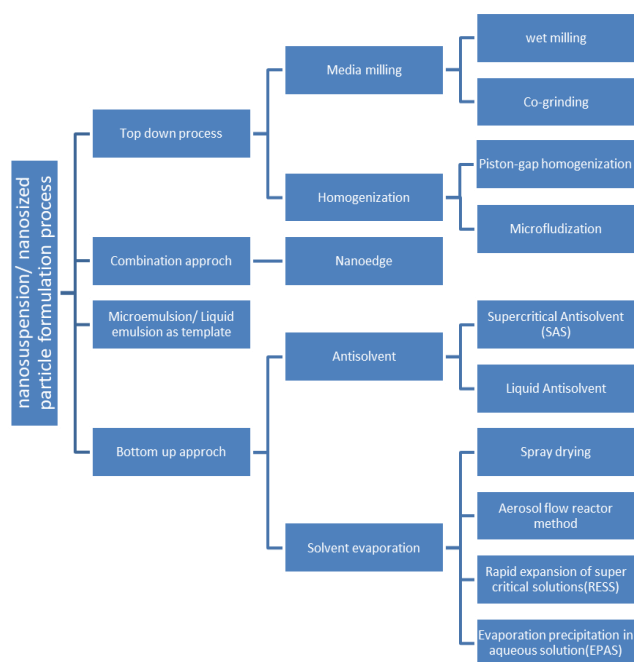 nanosuspension/ nanosized
particle formulation process
Top down process
Media milling
wet milling
Co-grinding
Homogenization
Piston-gap homogenization
Microfludization
Combination approch
Nanoedge
Microemulsion/ Liquid
emulsion as template
Bottom up approch
Antisolvent
Supercritical Antisolvent
(SAS)
Liquid Antisolvent
Solvent evaporation
Spray drying
Aerosol flow reactor
method
Rapid expansion of super
critical solutions(RESS)
Evaporation precipitation in
aqueous solution(EPAS)